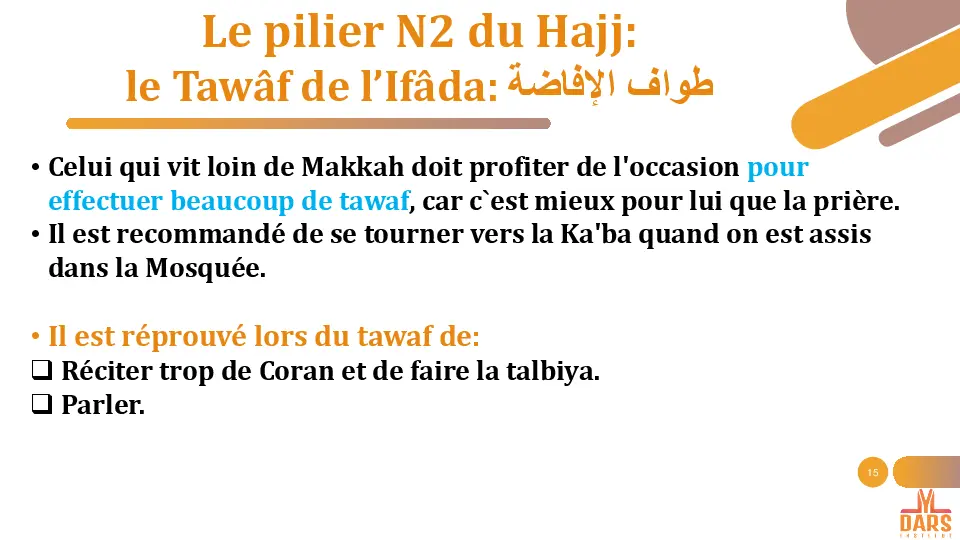 Le pilier N2 du Hajj:
le Tawâf de l’Ifâda: طواف الإفاضة
• Celui qui vit loin de Makkah doit profiter de l'occasion pour
effectuer beaucoup de tawaf, car c`est mieux pour lui que la prière.
• Il est recommandé de se tourner vers la Ka'ba quand on est assis
dans la Mosquée.
• Il est réprouvé lors du tawaf de:
❑ Réciter trop de Coran et de faire la talbiya.
❑ Parler.
15
DARS
INSTITUT